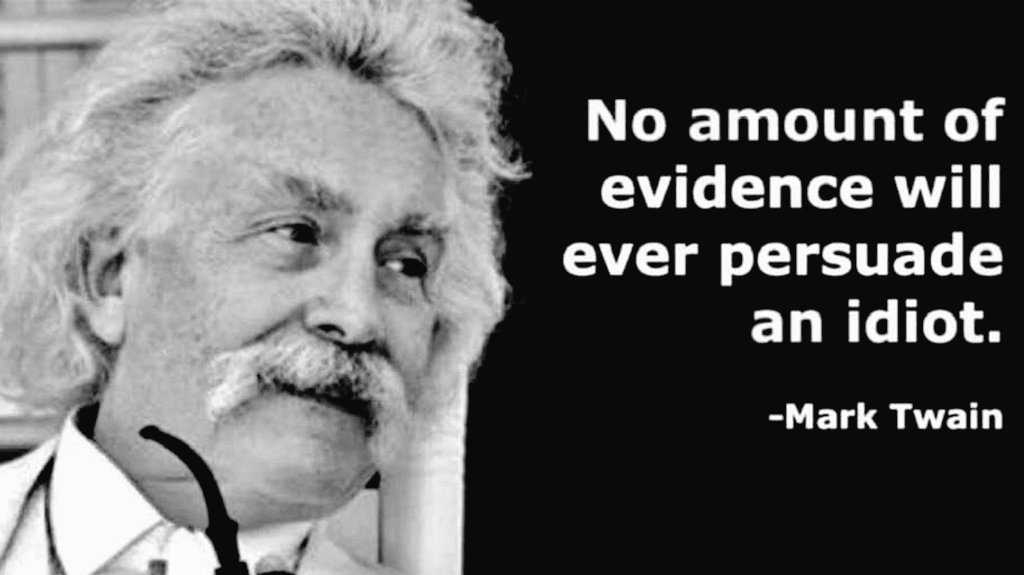 No amount of
evidence will
ever persuade
an idiot.
-Mark Twain